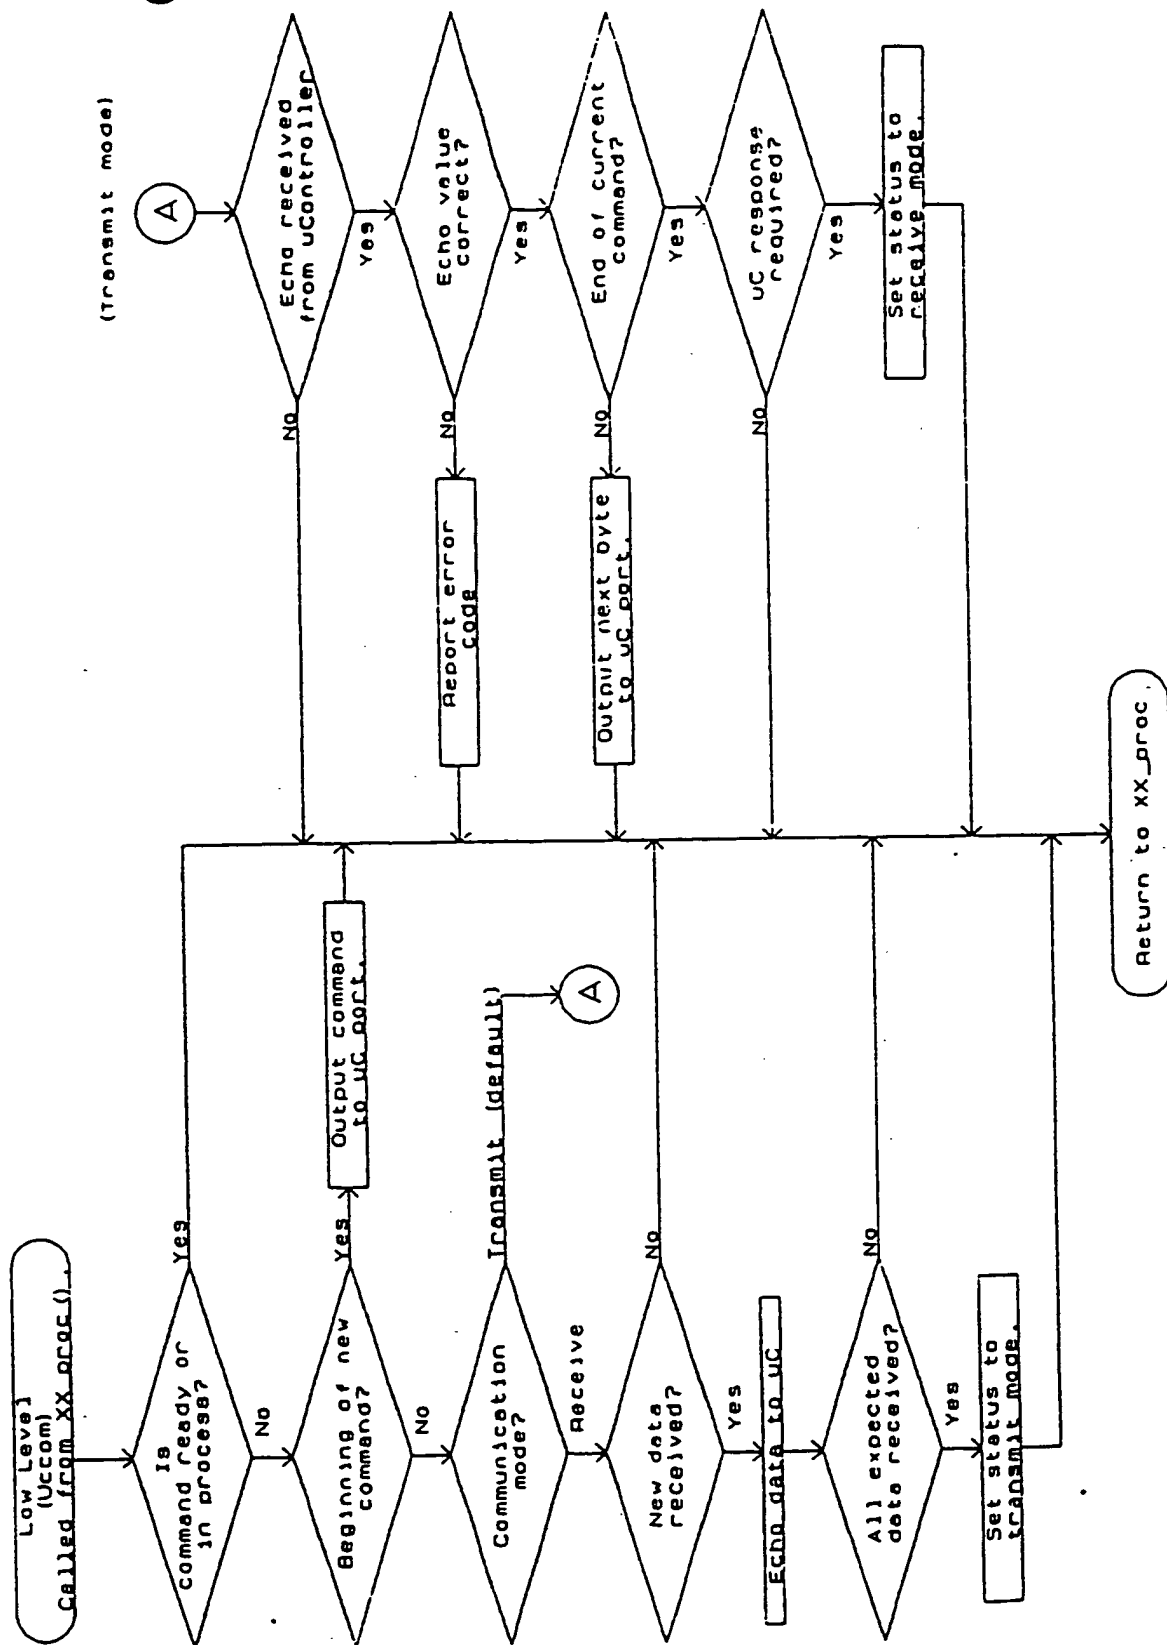 Low Level
(Uccom)
Called from XX_proc().
Is
command ready or
in process?
Yes
No
Beginning of new
command?
Yes
Output command
to uC port.
No
Communication
mode?
Transmit (default)
A
Receive
New data
received?
No
Yes
Echo data to uC
All expected
data received?
No
Yes
Set status to
transmit mode.
Return to XX_proc.
(Transmit mode)
A
Echo received
from uController
No
Yes
Echo value
correct?
No
Report error
code
Yes
End of current
command?
No
Output next byte
to uC port.
Yes
uC response
required?
No
Yes
Set status to
receive mode.